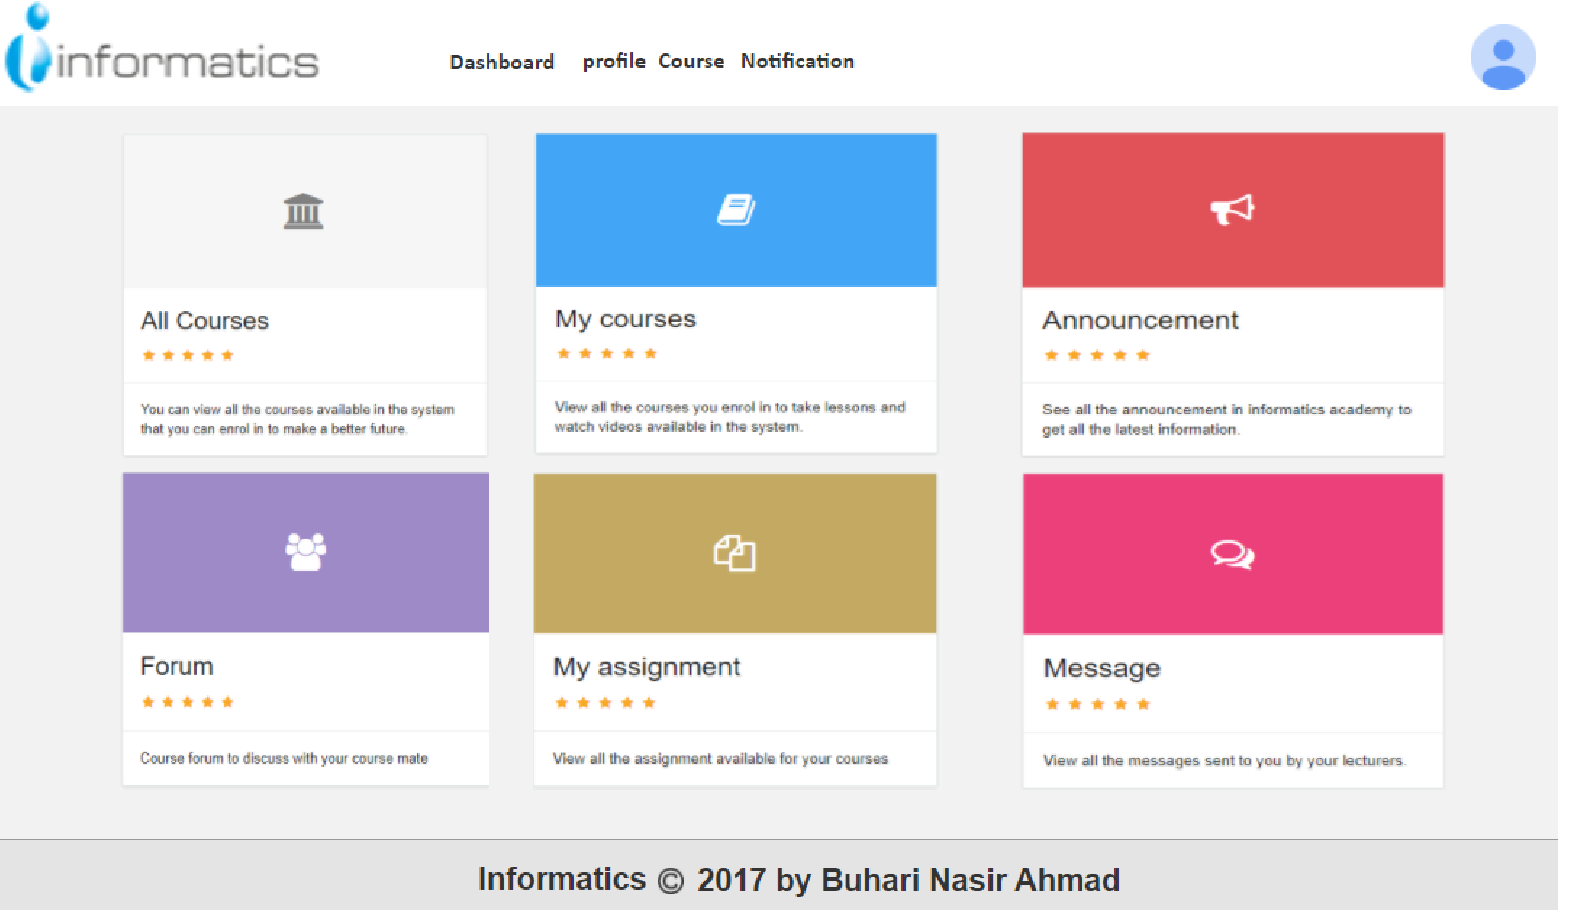 informatics
Dashboard profile Course Notification
All Courses
You can view all the courses available in the system
that you can enrol in to make a better future.
My courses
View all the courses you enrol in to take lessons and
watch videos available in the system.
Announcement
See all the announcement in informatics academy to
get all the latest information.
Forum
Course forum to discuss with your course mate
My assignment
View all the assignment available for your courses
Message
View all the messages sent to you by your lecturers.
Informatics © 2017 by Buhari Nasir Ahmad